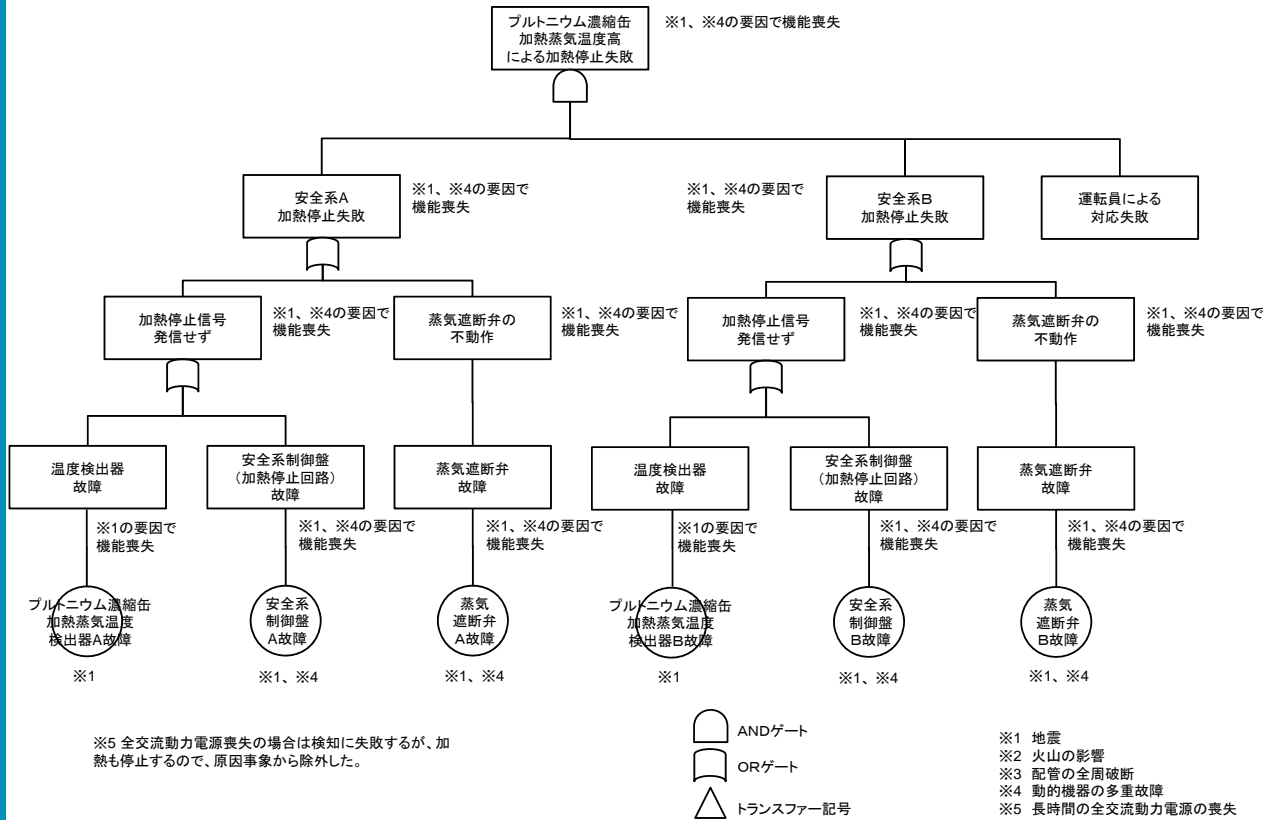 プルトニウム濃縮缶
加熱蒸気温度高
による加熱停止失敗
※1、※4の要因で機能喪失
安全系A
加熱停止失敗
※1、※4の要因で
機能喪失
※1、※4の要因で
機能喪失
安全系B
加熱停止失敗
運転員による
対応失敗
加熱停止信号
発信せず
※1、※4の要因で
機能喪失
蒸気遮断弁の
不動作
※1、※4の要因で
機能喪失
加熱停止信号
発信せず
※1、※4の要因で
機能喪失
蒸気遮断弁の
不動作
※1、※4の要因で
機能喪失
温度検出器
故障
安全系制御盤
(加熱停止回路)
故障
蒸気遮断弁
故障
温度検出器
故障
安全系制御盤
(加熱停止回路)
故障
蒸気遮断弁
故障
※1の要因で
機能喪失
※1、※4の要因で
機能喪失
※1、※4の要因で
機能喪失
※1の要因で
機能喪失
※1、※4の要因で
機能喪失
※1、※4の要因で
機能喪失
プルトニウム濃縮缶
加熱蒸気温度
検出器A故障
安全系
制御盤
A故障
蒸気
遮断弁
A故障
プルトニウム濃縮缶
加熱蒸気温度
検出器B故障
安全系
制御盤
B故障
蒸気
遮断弁
B故障
※1
※1、※4
※1、※4
※1
※1、※4
※1、※4
※5 全交流動力電源喪失の場合は検知に失敗するが、加
熱も停止するので、原因事象から除外した。
ANDゲート
ORゲート
トランスファー記号
※1 地震
※2 火山の影響
※3 配管の全周破断
※4 動的機器の多重故障
※5 長時間の全交流動力電源の喪失